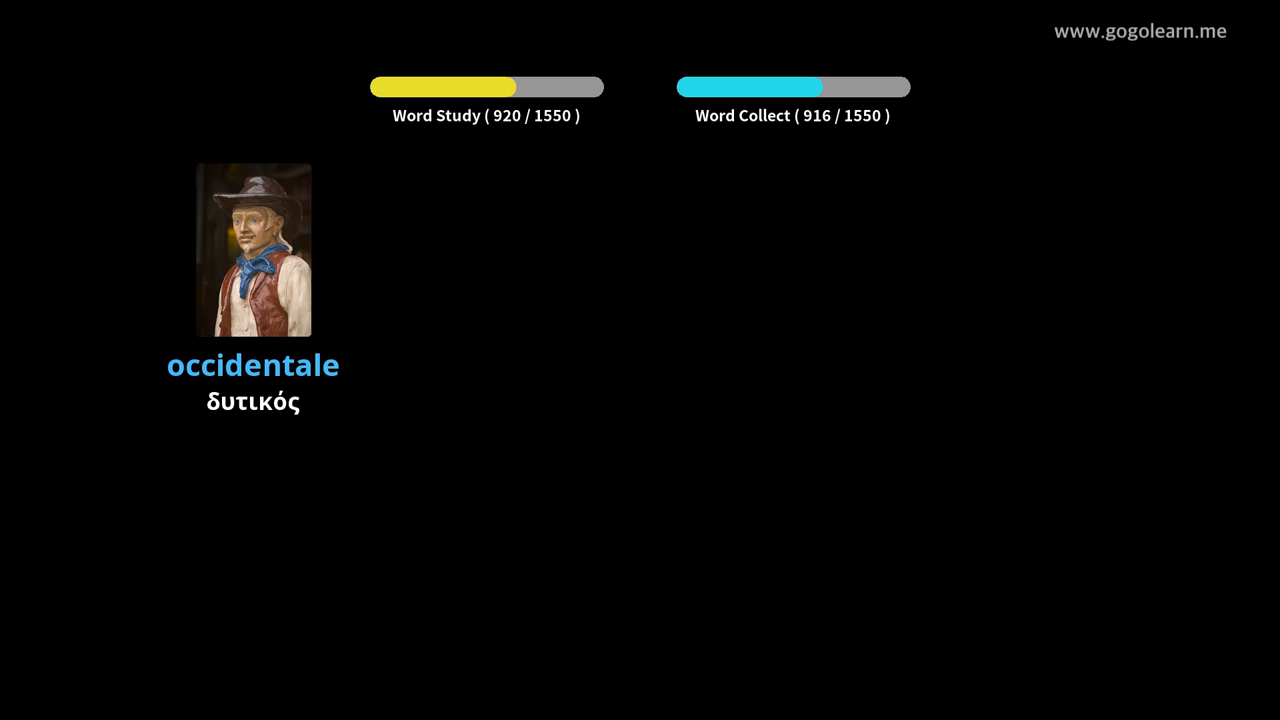 www.gogolearn.me
Word Study ( 920 / 1550 )
Word Collect ( 916 / 1550 )
occidentale
δυτικός